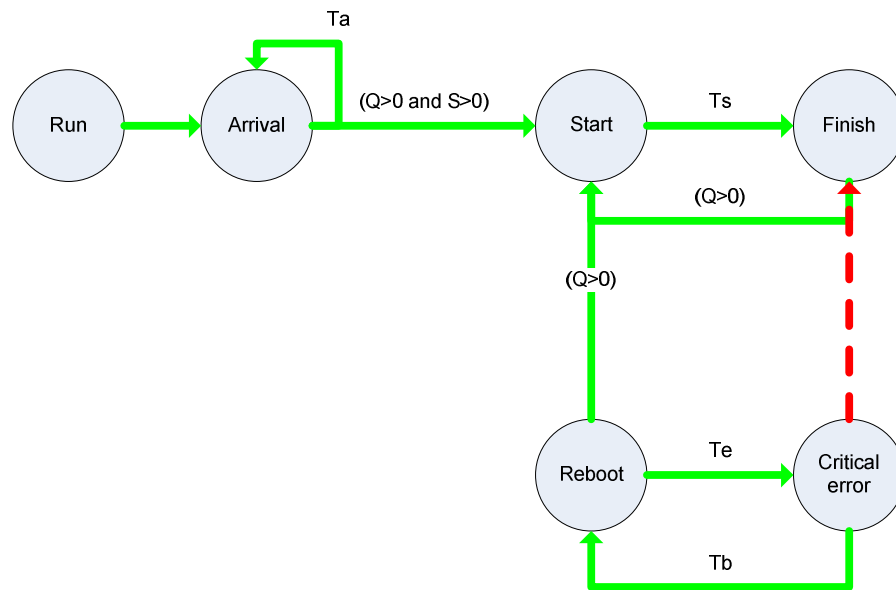 Ta
(Q>0 and S>0)
Ts
Run
Arrival
Start
Finish
(Q>0)
(Q>0)
Te
Reboot
Critical
error
Tb